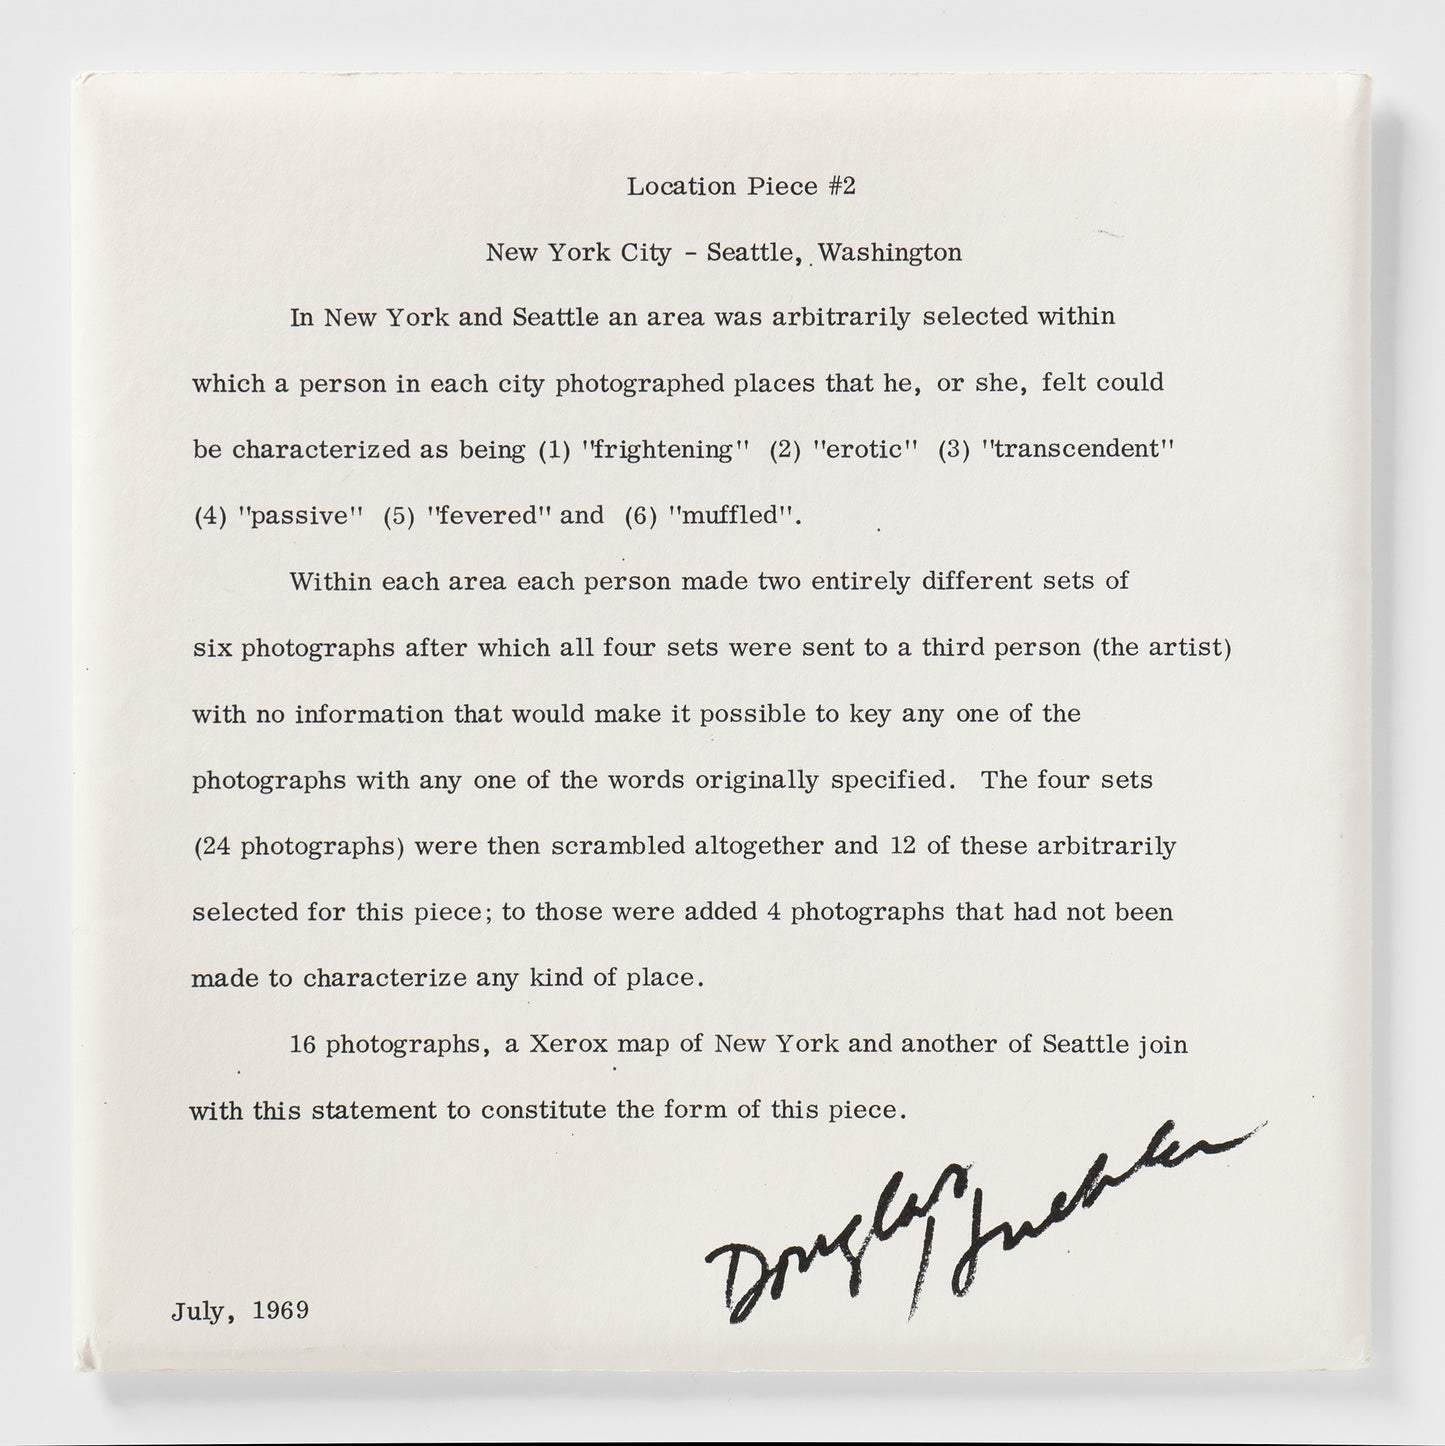 Location Piece #2
New York City - Seattle, Washington
In New York and Seattle an area was arbitrarily selected within
which a person in each city photographed places that he, or she, felt could
be characterized as being (1) "frightening" (2) "erotic" (3) "transcendent"
(4) "passive" (5) "fevered" and (6) "muffled".
Within each area each person made two entirely different sets of
six photographs after which all four sets were sent to a third person (the artist)
with no information that would make it possible to key any one of the
photographs with any one of the words originally specified. The four sets
(24 photographs) were then scrambled altogether and 12 of these arbitrarily
selected for this piece; to those were added 4 photographs that had not been
made to characterize any kind of place.
16 photographs, a Xerox map of New York and another of Seattle join
with this statement to constitute the form of this piece.
Douglas Huebler
July, 1969